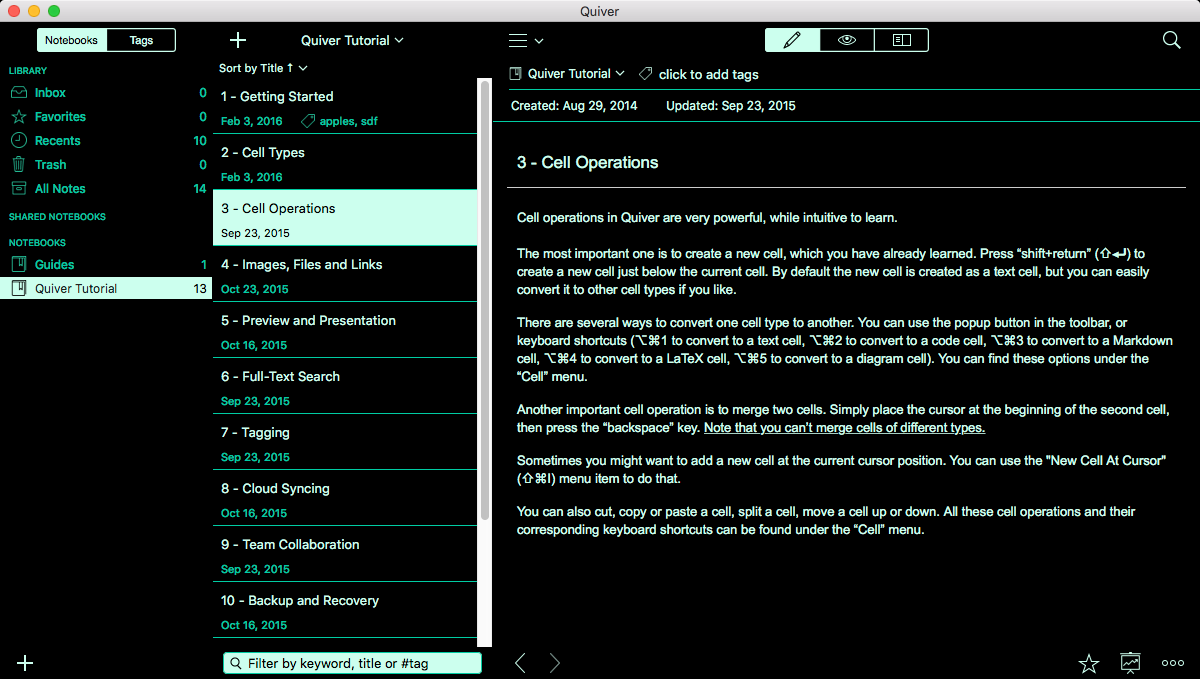 Quiver
Notebooks
Tags
LIBRARY
Inbox 0
Favorites 0
Recents 10
Trash 0
All Notes 14
SHARED NOTEBOOKS
NOTEBOOKS
Guides 1
Quiver Tutorial 13
Quiver Tutorial
Sort by Title ↑
1 - Getting Started
Feb 3, 2016 apples, sdf
2 - Cell Types
Feb 3, 2016
3 - Cell Operations
Sep 23, 2015
4 - Images, Files and Links
Oct 23, 2015
5 - Preview and Presentation
Oct 16, 2015
6 - Full-Text Search
Sep 23, 2015
7 - Tagging
Sep 23, 2015
8 - Cloud Syncing
Oct 16, 2015
9 - Team Collaboration
Sep 23, 2015
10 - Backup and Recovery
Oct 16, 2015
Filter by keyword, title or #tag
Quiver Tutorial click to add tags
Created: Aug 29, 2014 Updated: Sep 23, 2015
3 - Cell Operations
Cell operations in Quiver are very powerful, while intuitive to learn.
The most important one is to create a new cell, which you have already learned. Press “shift+return” (⇧↩) to
create a new cell just below the current cell. By default the new cell is created as a text cell, but you can easily
convert it to other cell types if you like.
There are several ways to convert one cell type to another. You can use the popup button in the toolbar, or
keyboard shortcuts (⌥⌘1 to convert to a text cell, ⌥⌘2 to convert to a code cell, ⌥⌘3 to convert to a Markdown
cell, ⌥⌘4 to convert to a LaTeX cell, ⌥⌘5 to convert to a diagram cell). You can find these options under the
“Cell” menu.
Another important cell operation is to merge two cells. Simply place the cursor at the beginning of the second cell,
then press the “backspace” key. Note that you can’t merge cells of different types.
Sometimes you might want to add a new cell at the current cursor position. You can use the "New Cell At Cursor"
(⇧⌘I) menu item to do that.
You can also cut, copy or paste a cell, split a cell, move a cell up or down. All these cell operations and their
corresponding keyboard shortcuts can be found under the “Cell” menu.